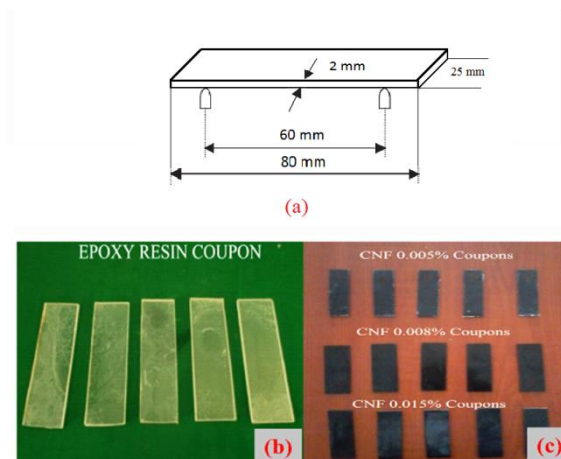 2 mm
25 mm
60 mm
80 mm
(a)
EPOXY RESIN COUPON
CNF 0.005% Coupons
CNF 0.008% Coupons
CNF 0.015% Coupons
(b)
(c)